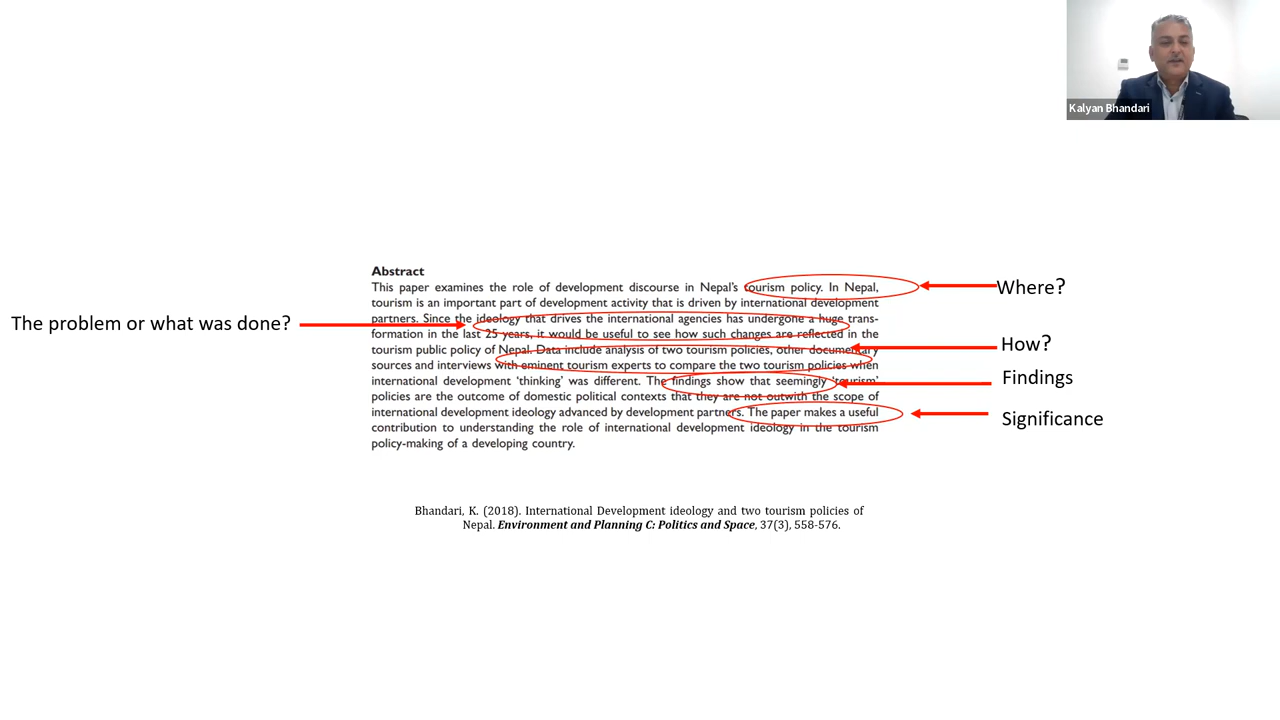 Kalyan Bhandari
Abstract
This paper examines the role of development discourse in Nepal's tourism policy. In Nepal,
tourism is an important part of development activity that is driven by international development
partners. Since the ideology that drives the international agencies has undergone a huge trans-
formation in the last 25 years, it would be useful to see how such changes are reflected in the
tourism public policy of Nepal. Data include analysis of two tourism policies, other documentary
sources and interviews with eminent tourism experts to compare the two tourism policies when
international development 'thinking' was different. The findings show that seemingly 'tourism'
policies are the outcome of domestic political contexts that they are not outwith the scope of
international development ideology advanced by development partners. The paper makes a useful
contribution to understanding the role of international development ideology in the tourism
policy-making of a developing country.
The problem or what was done?
Where?
How?
Findings
Significance
Bhandari, K. (2018). International Development ideology and two tourism policies of
Nepal. Environment and Planning C: Politics and Space, 37(3), 558-576.